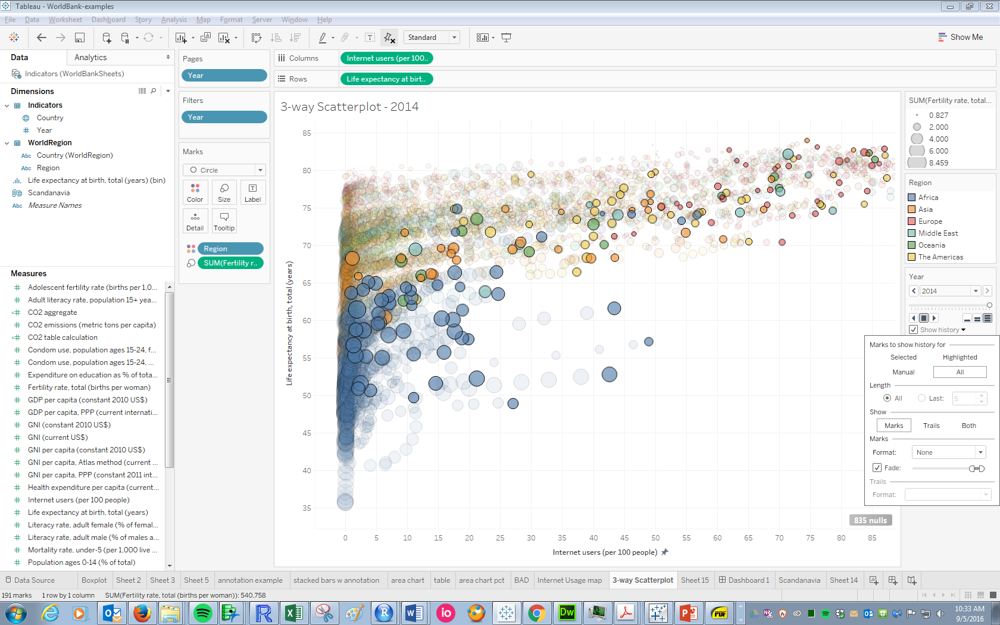 Tableau - WorldBank-examples
File Data Worksheet Dashboard Story Analysis Map Format Server Window Help
Standard
Show Me
Data
Analytics
Indicators (WorldBankSheets)
Dimensions
Indicators
Country
Year
WorldRegion
Abc Country (WorldRegion)
Abc Region
Life expectancy at birth, total (years) (bin)
Scandanavia
Abc Measure Names
Measures
Adolescent fertility rate (births per 1,0...
Adult literacy rate, population 15+ yea...
CO2 aggregate
CO2 emissions (metric tons per capita)
CO2 table calculation
Condom use, population ages 15-24, f...
Condom use, population ages 15-24, ...
Expenditure on education as % of tota...
Fertility rate, total (births per woman)
GDP per capita (constant 2010 US$)
GDP per capita, PPP (current internati...
GNI (constant 2010 US$)
GNI (current US$)
GNI per capita (constant 2010 US$)
GNI per capita, Atlas method (current ...
GNI per capita, PPP (constant 2011 int...
Health expenditure per capita (current...
Internet users (per 100 people)
Life expectancy at birth, total (years)
Literacy rate, adult female (% of femal...
Literacy rate, adult male (% of males a...
Mortality rate, under-5 (per 1,000 live ...
Population ages 0-14 (% of total)
Pages
Year
Filters
Year
Marks
Circle
Color
Size
Label
Detail
Tooltip
Region
SUM(Fertility r..
Columns
Internet users (per 100..
Rows
Life expectancy at birt..
3-way Scatterplot - 2014
Life expectancy at birth, total (years)
85
80
75
70
65
60
55
50
45
40
35
0 5 10 15 20 25 30 35 40 45 50 55 60 65 70 75 80 85
Internet users (per 100 people)
835 nulls
SUM(Fertility rate, total...
0.827
2.000
4.000
6.000
8.459
Region
Africa
Asia
Europe
Middle East
Oceania
The Americas
Year
2014
Show history
Marks to show history for
Selected
Highlighted
Manual
All
Length
All
Last:
5
Show
Marks
Trails
Both
Marks
Format:
None
Fade:
Trails
Format:
Data Source
Boxplot
Sheet 2
Sheet 3
Sheet 5
annotation example
stacked bars w annotation
area chart
table
area chart pct
BAD
Internet Usage map
3-way Scatterplot
Sheet 15
Dashboard 1
Scandanavia
Sheet 14
191 marks
1 row by 1 column
SUM(Fertility rate, total (births per woman)): 540.758
io
Dw
PDF
10:33 AM
9/5/2016